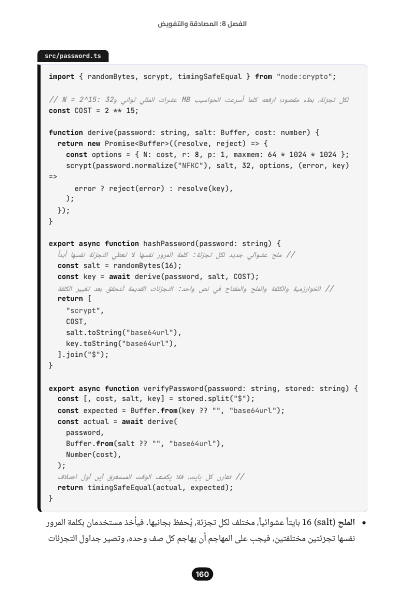 الفصل 8: المصادقة والتفويض
src/password.ts
import { randomBytes, scrypt, timingSafeEqual } from "node:crypto";
// N = 2^15: 32 عشرات المللي ثواني و MB لكل تجزئة. بطء مقصود: ارفعه كلما أسرعت الحواسيب
const COST = 2 ** 15;
function derive(password: string, salt: Buffer, cost: number) {
return new Promise<Buffer>((resolve, reject) => {
const options = { N: cost, r: 8, p: 1, maxmem: 64 * 1024 * 1024 };
scrypt(password.normalize("NFKC"), salt, 32, options, (error, key)
=>
error ? reject(error) : resolve(key),
);
});
}
export async function hashPassword(password: string) {
// ملح عشوائي جديد لكل تجزئة: كلمة المرور نفسها لا تعطي التجزئة نفسها أبداً
const salt = randomBytes(16);
const key = await derive(password, salt, COST);
// الخوارزمية والكلفة والملح والمفتاح في نص واحد: التجزئات القديمة تتحقق بعد تغيير الكلفة
return [
"scrypt",
COST,
salt.toString("base64url"),
key.toString("base64url"),
].join("$");
}
export async function verifyPassword(password: string, stored: string) {
const [, cost, salt, key] = stored.split("$");
const expected = Buffer.from(key ?? "", "base64url");
const actual = await derive(
password,
Buffer.from(salt ?? "", "base64url"),
Number(cost),
);
// تقارن كل بايت، فلا يكشف الوقت المستغرق أين أول اختلاف
return timingSafeEqual(actual, expected);
}
• الملح (salt) 16 بايتاً عشوائياً، مختلف لكل تجزئة، يُحفظ بجانبها. فيأخذ مستخدمان بكلمة المرور
نفسها تجزئتين مختلفتين، فيجب على المهاجم أن يهاجم كل صف وحده، وتصير جداول التجزئات
160